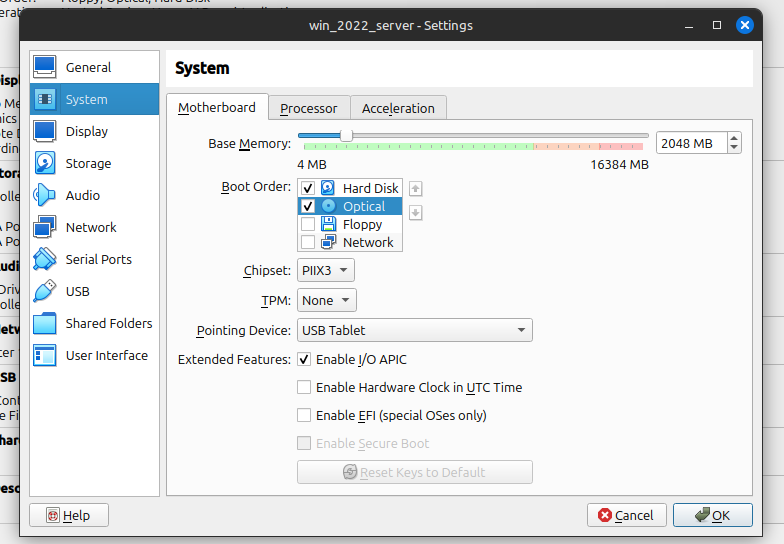 Order: Floppy, Optical, Hard Disk
win_2022_server - Settings
General
System
Display
Storage
Audio
Network
Serial Ports
USB
Shared Folders
User Interface
System
Motherboard
Processor
Acceleration
Base Memory:
2048 MB
4 MB
16384 MB
Boot Order:
Hard Disk
Optical
Floppy
Network
Chipset:
PIIX3
TPM:
None
Pointing Device:
USB Tablet
Extended Features:
Enable I/O APIC
Enable Hardware Clock in UTC Time
Enable EFI (special OSes only)
Enable Secure Boot
Reset Keys to Default
Help
Cancel
OK